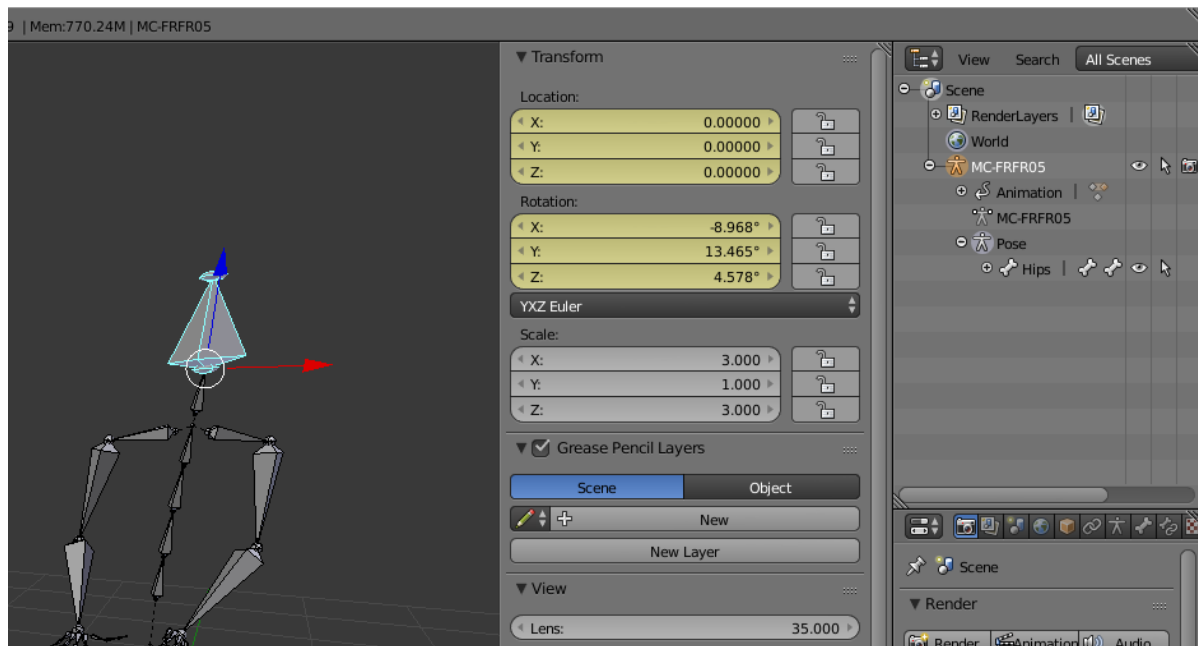 9 | Mem:770.24M | MC-FRFR05
Transform
Location:
X: 0.00000
Y: 0.00000
Z: 0.00000
Rotation:
X: -8.968°
Y: 13.465°
Z: 4.578°
YXZ Euler
Scale:
X: 3.000
Y: 1.000
Z: 3.000
Grease Pencil Layers
Scene Object
New
New Layer
View
Lens: 35.000
View Search All Scenes
Scene
RenderLayers |
World
MC-FRFR05
Animation |
MC-FRFR05
Pose
Hips |
Scene
Render
Render Animation Audio